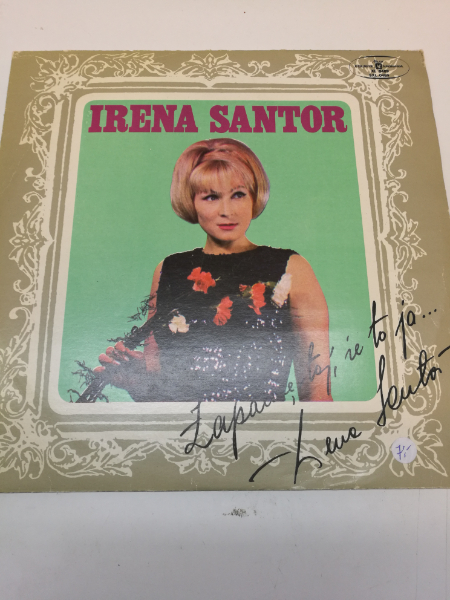 IRENA SANTOR
Zapamiętaj, że to ja...
Irena Santor